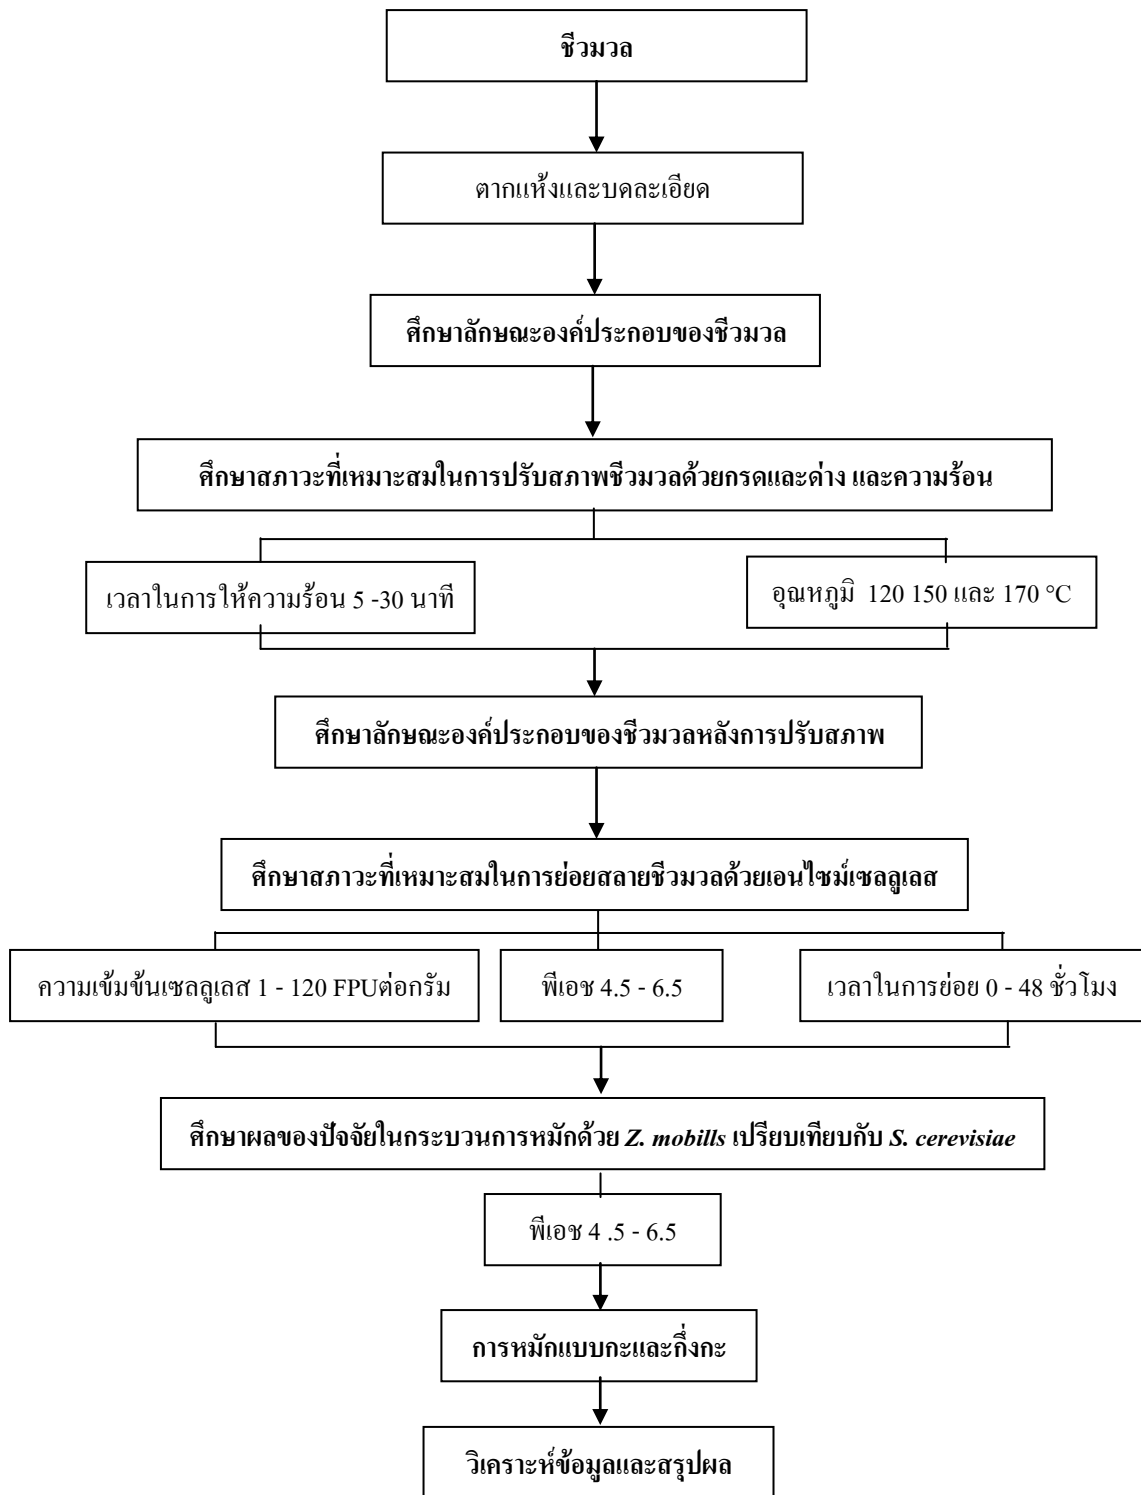 ชีวมวล
ตากแห้งและบดละเอียด
ศึกษาลักษณะองค์ประกอบของชีวมวล
ศึกษาสภาวะที่เหมาะสมในการปรับสภาพชีวมวลด้วยกรดและด่าง และความร้อน
เวลาในการให้ความร้อน 5 -30 นาที
อุณหภูมิ 120 150 และ 170 °C
ศึกษาลักษณะองค์ประกอบของชีวมวลหลังการปรับสภาพ
ศึกษาสภาวะที่เหมาะสมในการย่อยสลายชีวมวลด้วยเอนไซม์เซลลูเลส
ความเข้มข้นเซลลูเลส 1 - 120 FPUต่อกรัม
พีเอช 4.5 - 6.5
เวลาในการย่อย 0 - 48 ชั่วโมง
ศึกษาผลของปัจจัยในกระบวนการหมักด้วย Z. mobills เปรียบเทียบกับ S. cerevisiae
พีเอช 4 .5 - 6.5
การหมักแบบกะและกึ่งกะ
วิเคราะห์ข้อมูลและสรุปผล